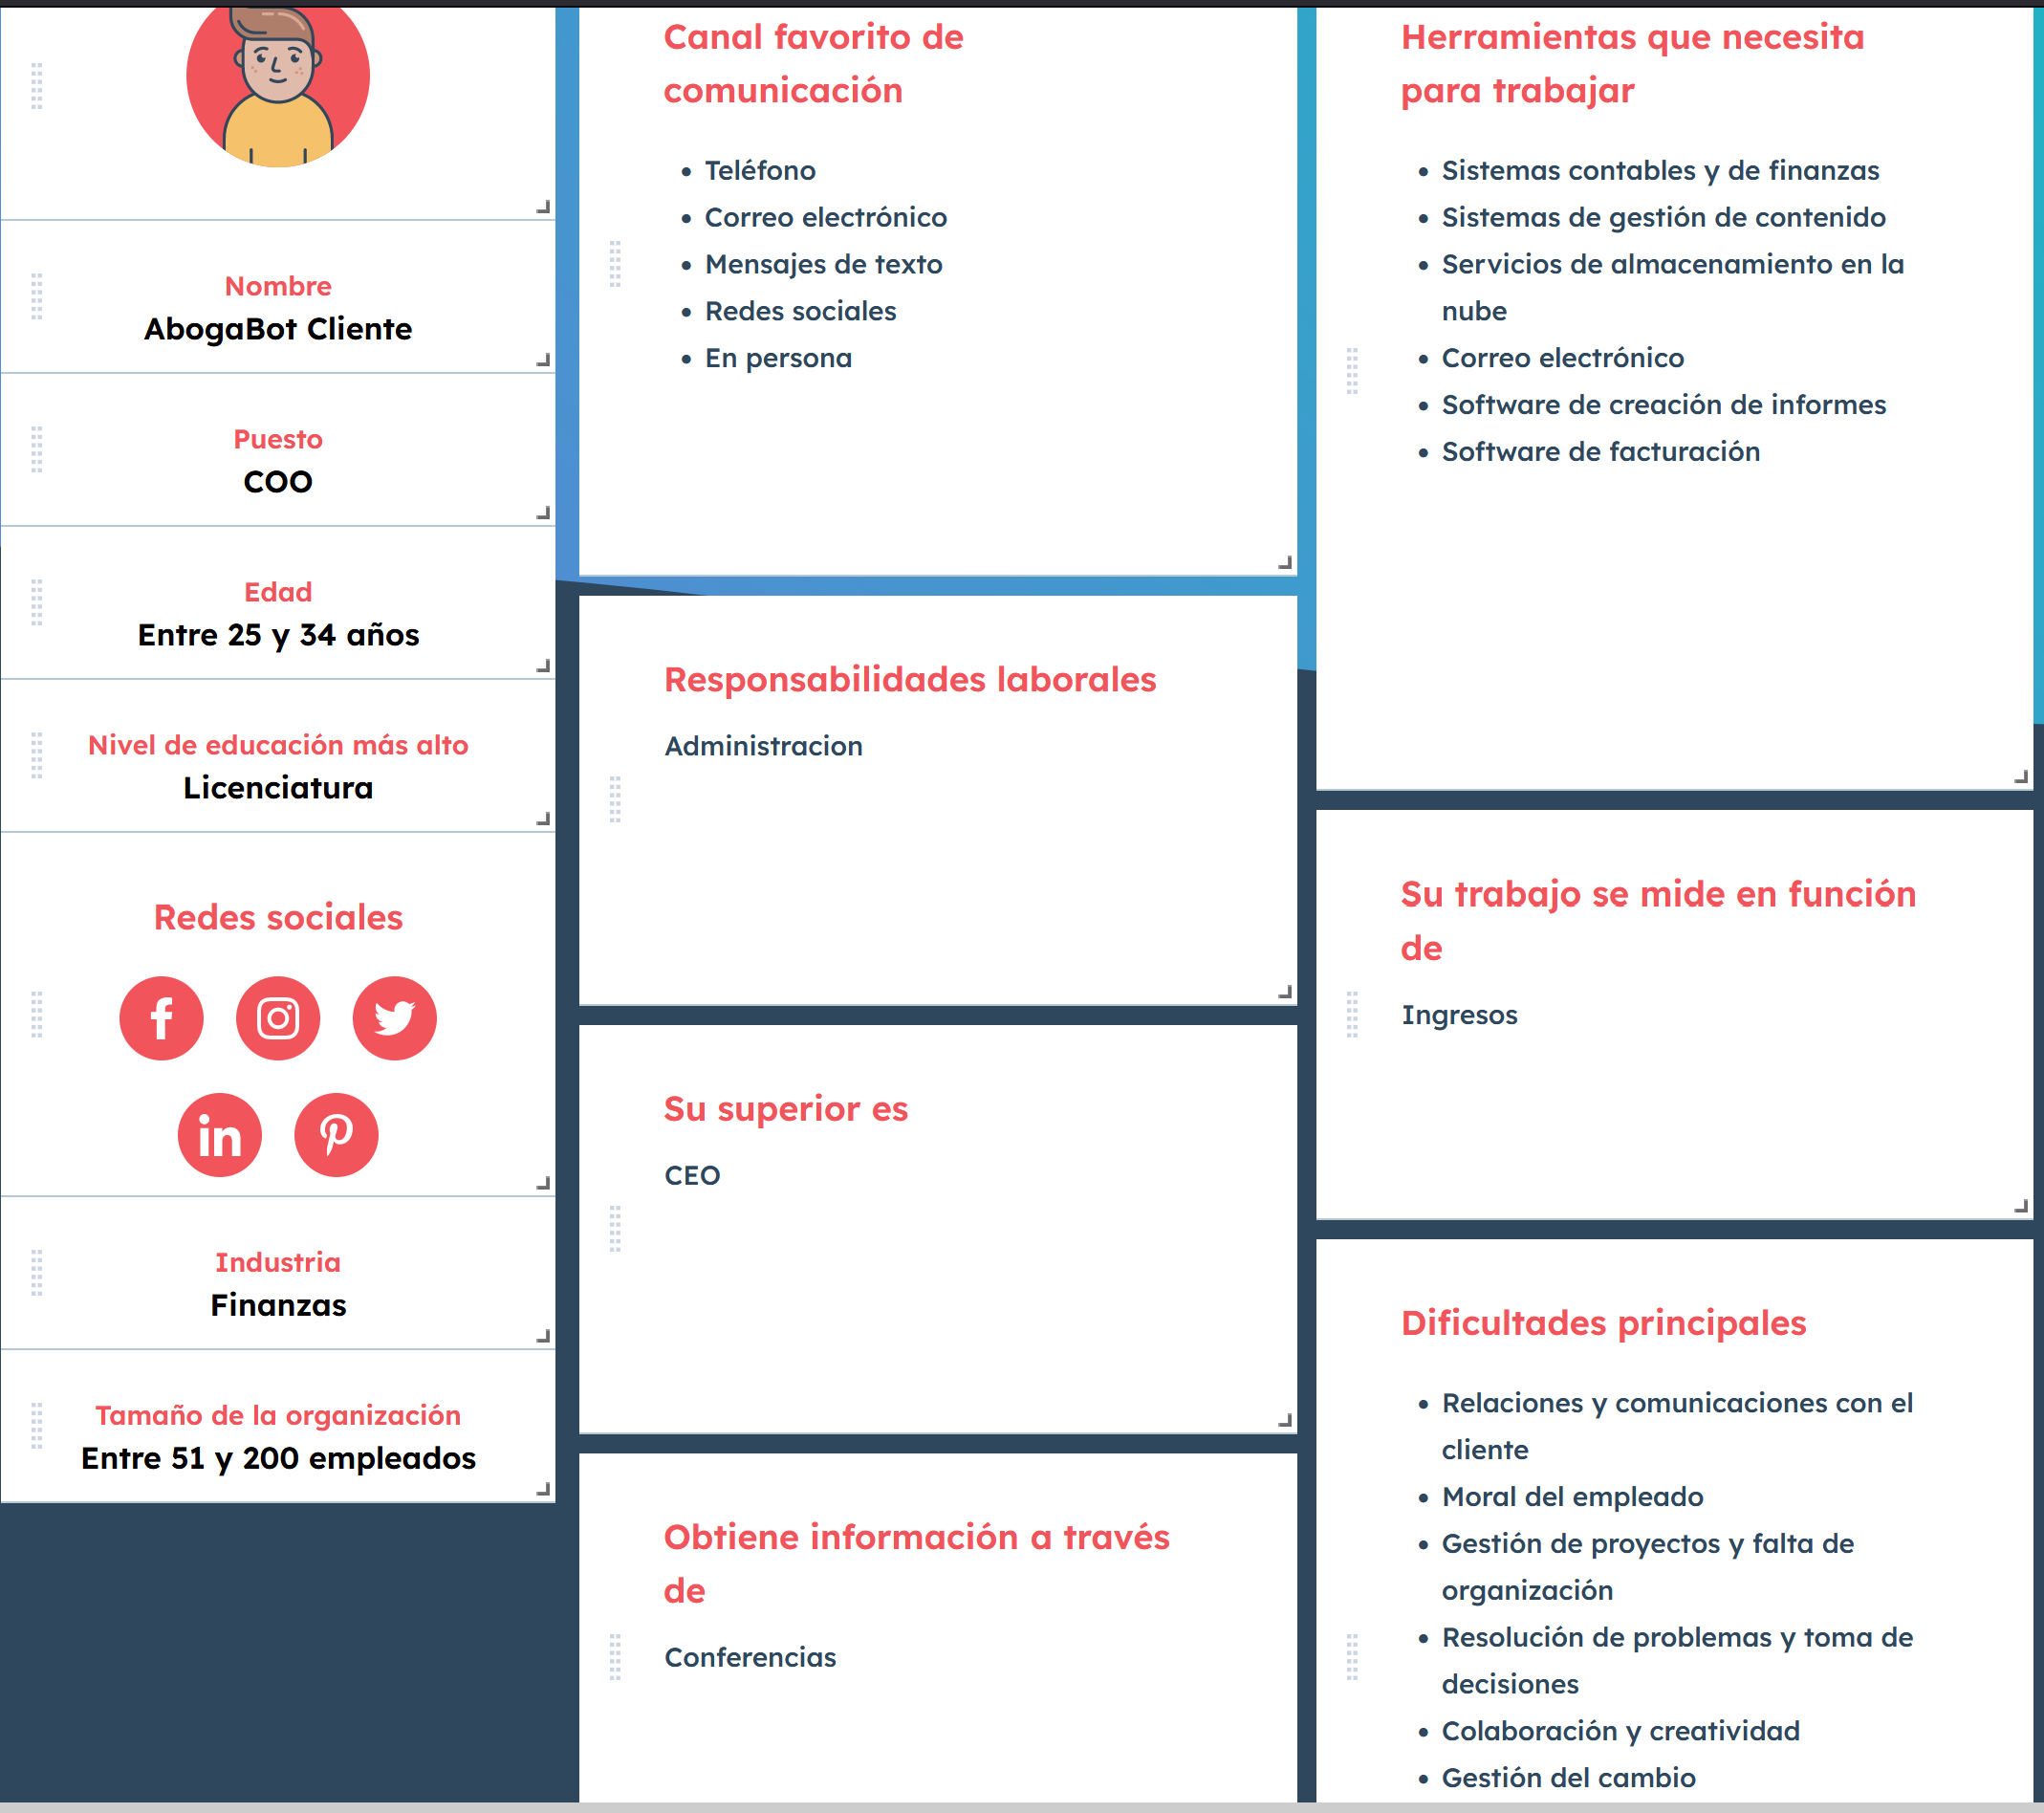 Nombre
AbogaBot Cliente
Puesto
COO
Edad
Entre 25 y 34 años
Nivel de educación más alto
Licenciatura
Redes sociales
Industria
Finanzas
Tamaño de la organización
Entre 51 y 200 empleados
Canal favorito de
comunicación
• Teléfono
• Correo electrónico
• Mensajes de texto
• Redes sociales
• En persona
Responsabilidades laborales
Administracion
Su superior es
CEO
Obtiene información a través
de
Conferencias
Herramientas que necesita
para trabajar
• Sistemas contables y de finanzas
• Sistemas de gestión de contenido
• Servicios de almacenamiento en la
nube
• Correo electrónico
• Software de creación de informes
• Software de facturación
Su trabajo se mide en función
de
Ingresos
Dificultades principales
• Relaciones y comunicaciones con el
cliente
• Moral del empleado
• Gestión de proyectos y falta de
organización
• Resolución de problemas y toma de
decisiones
• Colaboración y creatividad
• Gestión del cambio